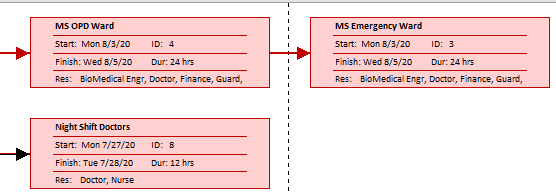 MS OPD Ward
Start: Mon 8/3/20 ID: 4
Finish: Wed 8/5/20 Dur: 24 hrs
Res: BioMedical Engr, Doctor, Finance, Guard,
MS Emergency Ward
Start: Mon 8/3/20 ID: 3
Finish: Wed 8/5/20 Dur: 24 hrs
Res: BioMedical Engr, Doctor, Finance, Guard,
Night Shift Doctors
Start: Mon 7/27/20 ID: 8
Finish: Tue 7/28/20 Dur: 12 hrs
Res: Doctor, Nurse